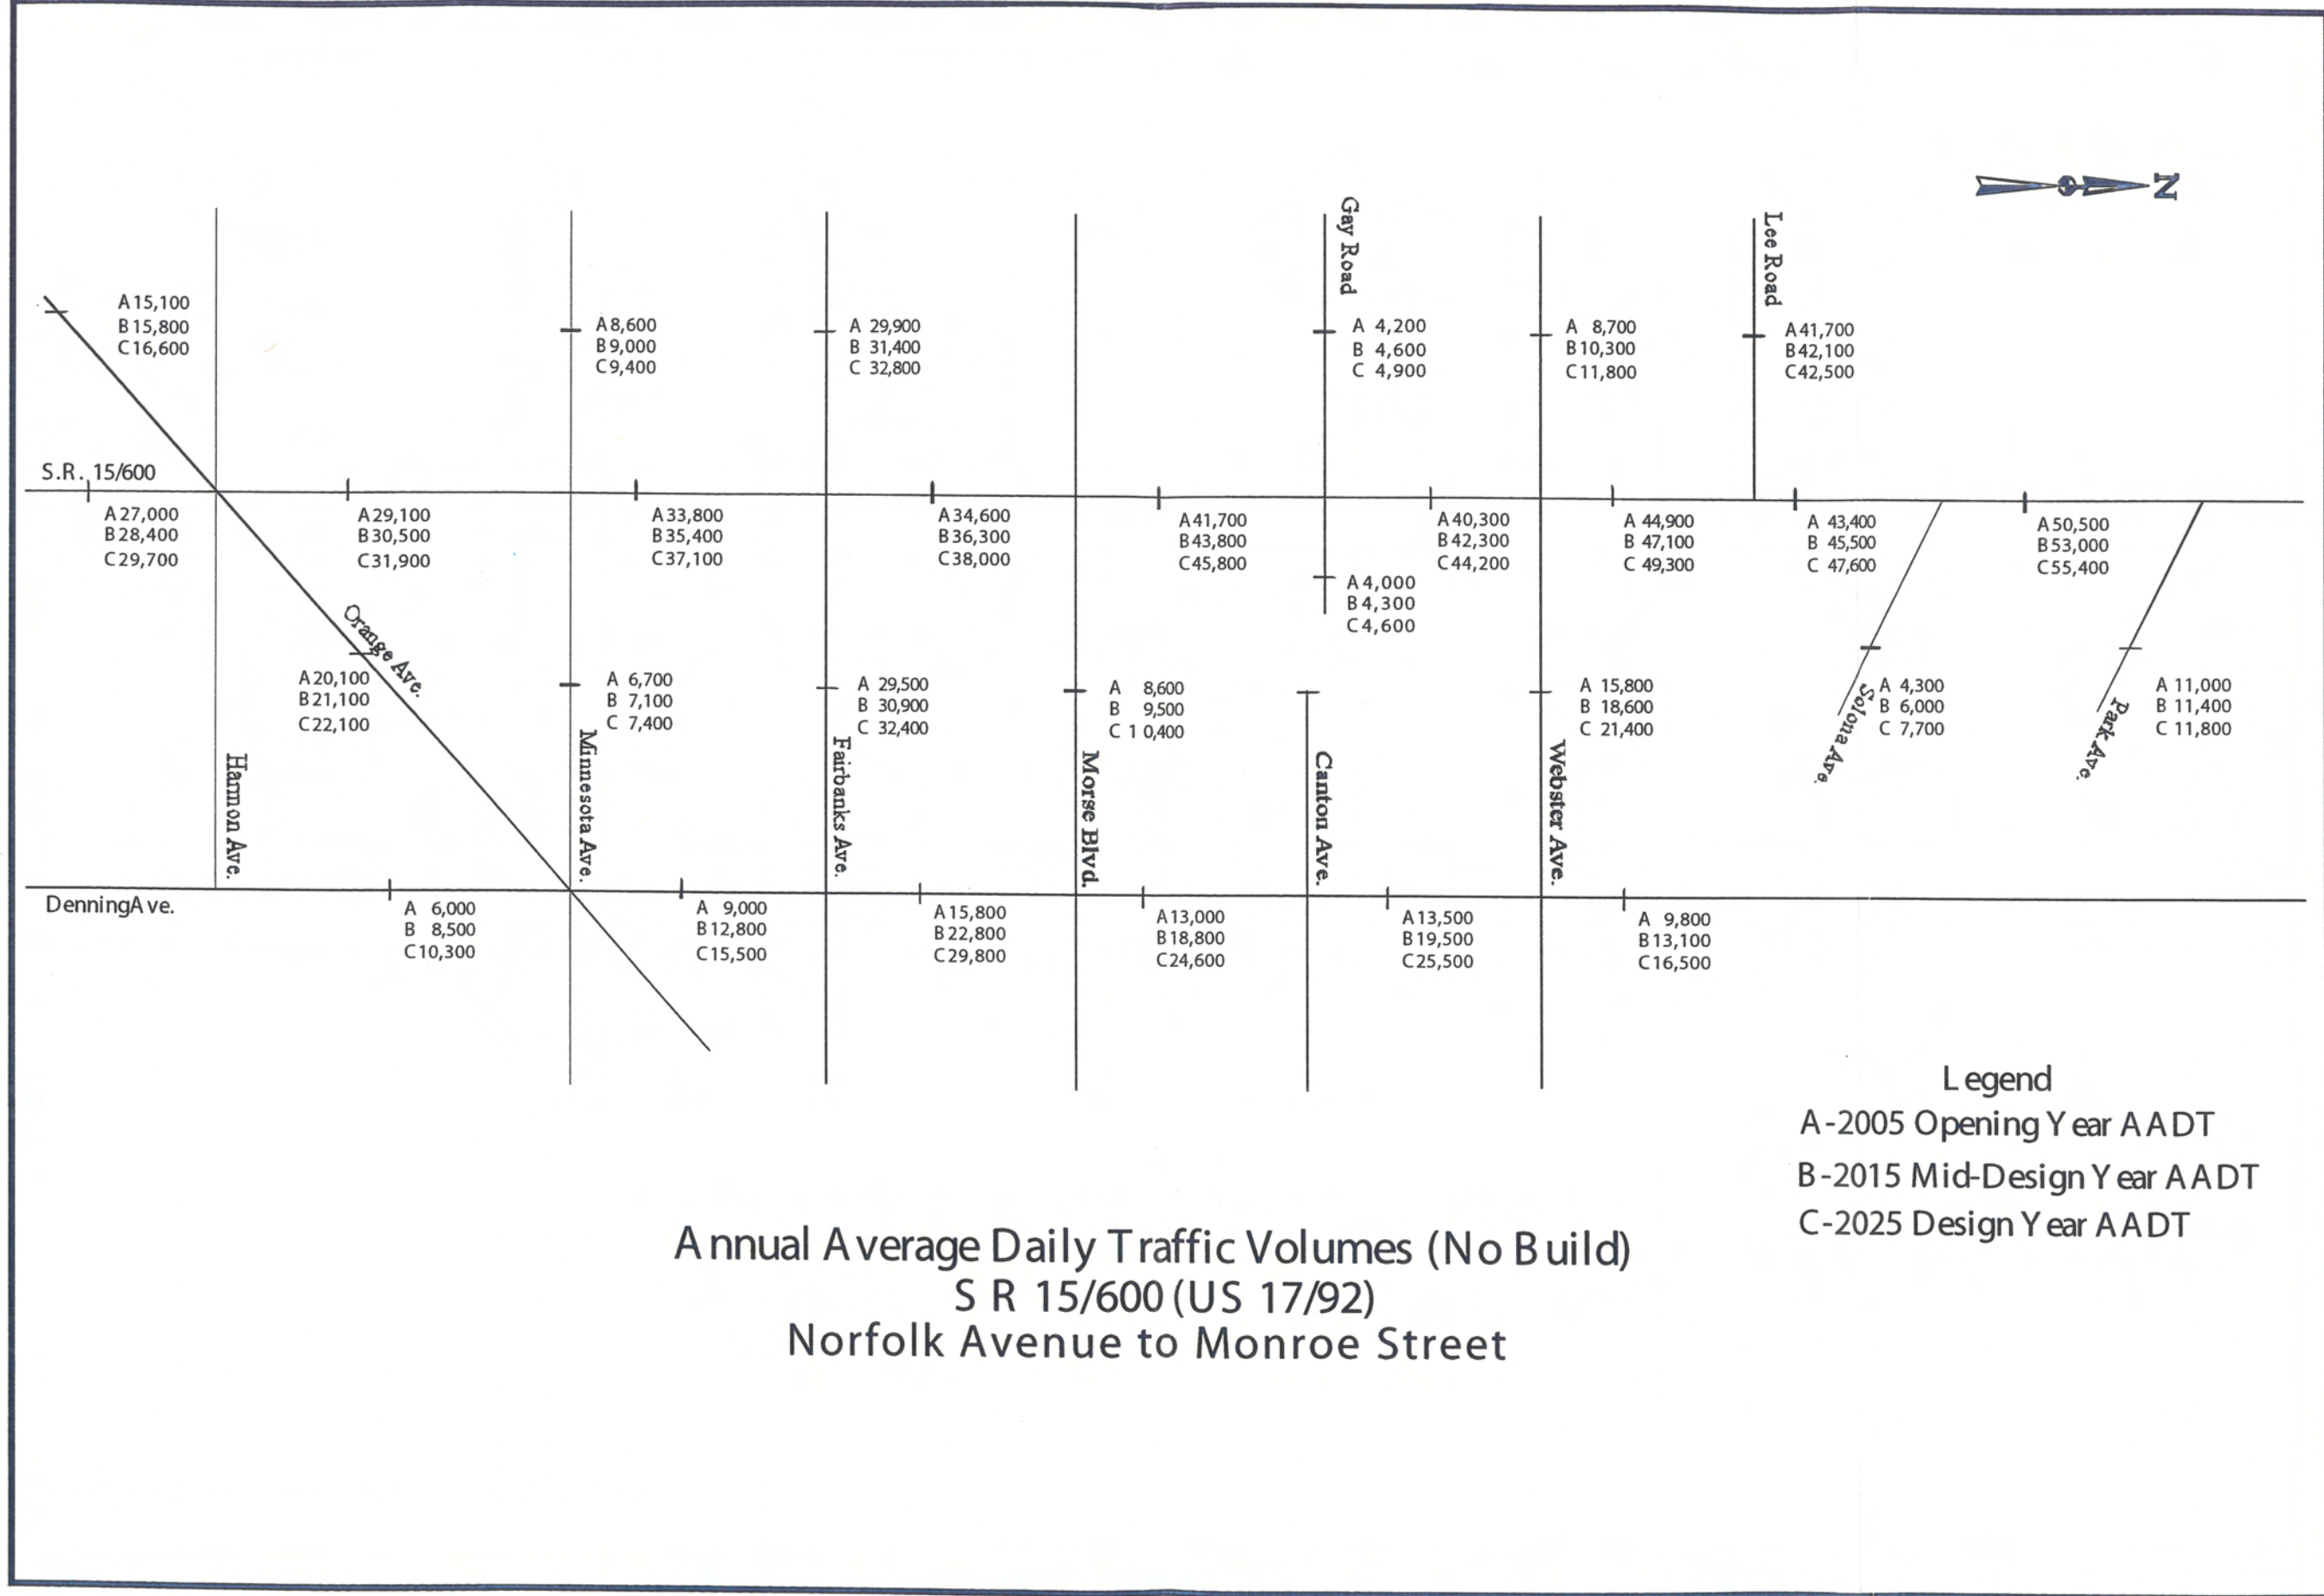 N
Gay Road
Lee Road
A 15,100
B 15,800
C 16,600
A 8,600
B 9,000
C 9,400
A 29,900
B 31,400
C 32,800
A 4,200
B 4,600
C 4,900
A 8,700
B 10,300
C 11,800
A 41,700
B 42,100
C 42,500
S.R. 15/600
A 27,000
B 28,400
C 29,700
A 29,100
B 30,500
C 31,900
A 33,800
B 35,400
C 37,100
A 34,600
B 36,300
C 38,000
A 41,700
B 43,800
C 45,800
A 40,300
B 42,300
C 44,200
A 44,900
B 47,100
C 49,300
A 43,400
B 45,500
C 47,600
A 50,500
B 53,000
C 55,400
A 4,000
B 4,300
C 4,600
Orange Ave.
A 20,100
B 21,100
C 22,100
A 6,700
B 7,100
C 7,400
A 29,500
B 30,900
C 32,400
A 8,600
B 9,500
C 1 0,400
A 15,800
B 18,600
C 21,400
A 4,300
B 6,000
C 7,700
A 11,000
B 11,400
C 11,800
Harmon Ave.
Minnesota Ave.
Fairbanks Ave.
Morse Blvd.
Canton Ave.
Webster Ave.
Solona Ave.
Park Ave.
Denning Ave.
A 6,000
B 8,500
C 10,300
A 9,000
B 12,800
C 15,500
A 15,800
B 22,800
C 29,800
A 13,000
B 18,800
C 24,600
A 13,500
B 19,500
C 25,500
A 9,800
B 13,100
C 16,500
Legend
A-2005 Opening Year AADT
B-2015 Mid-Design Year AADT
C-2025 Design Year AADT
Annual Average Daily Traffic Volumes (No Build)
S R 15/600 (US 17/92)
Norfolk Avenue to Monroe Street